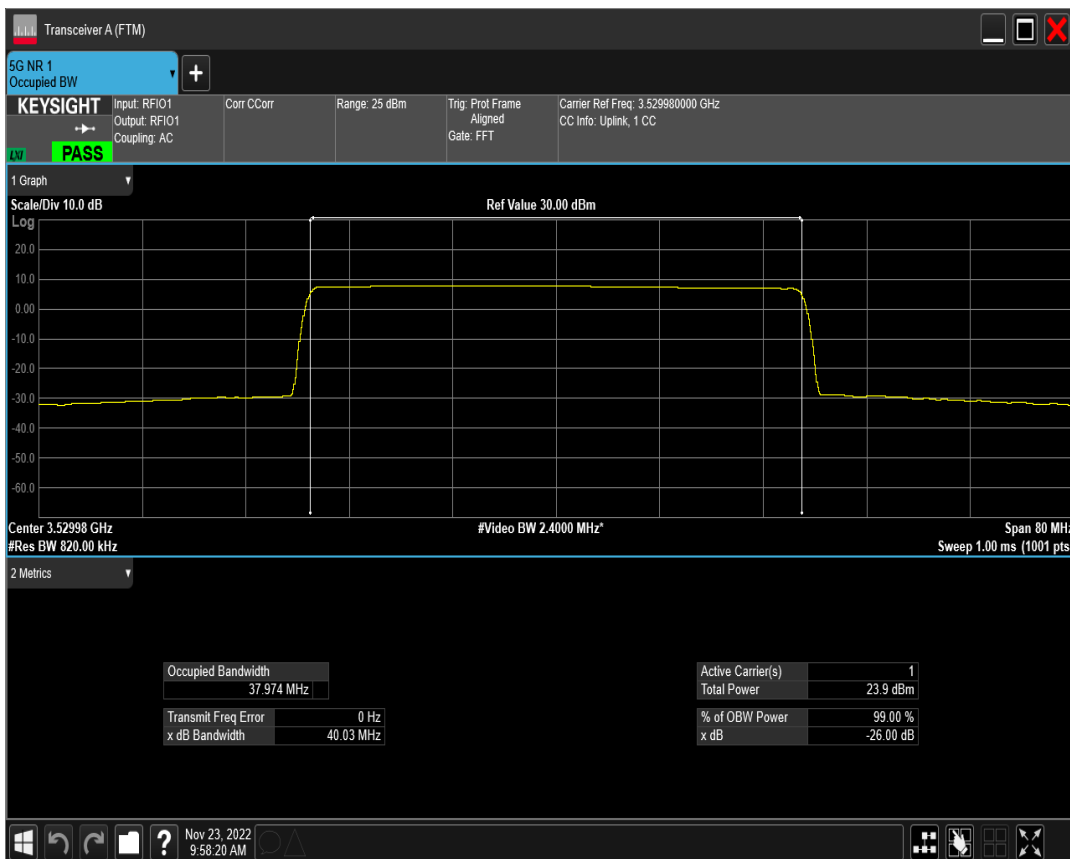 Transceiver A (FTM)
5G NR 1
Occupied BW
+
KEYSIGHT
LXI
PASS
Input: RFIO1
Output: RFIO1
Coupling: AC
Corr CCorr
Range: 25 dBm
Trig: Prot Frame
Aligned
Gate: FFT
Carrier Ref Freq: 3.529980000 GHz
CC Info: Uplink, 1 CC
1 Graph
Scale/Div 10.0 dB
Ref Value 30.00 dBm
Log
20.0
10.0
0.00
-10.0
-20.0
-30.0
-40.0
-50.0
-60.0
Center 3.52998 GHz
#Video BW 2.4000 MHz*
Span 80 MHz
#Res BW 820.00 kHz
Sweep 1.00 ms (1001 pts
2 Metrics
Occupied Bandwidth
37.974 MHz
Transmit Freq Error 0 Hz
x dB Bandwidth 40.03 MHz
Active Carrier(s) 1
Total Power 23.9 dBm
% of OBW Power 99.00 %
x dB -26.00 dB
?
Nov 23, 2022
9:58:20 AM